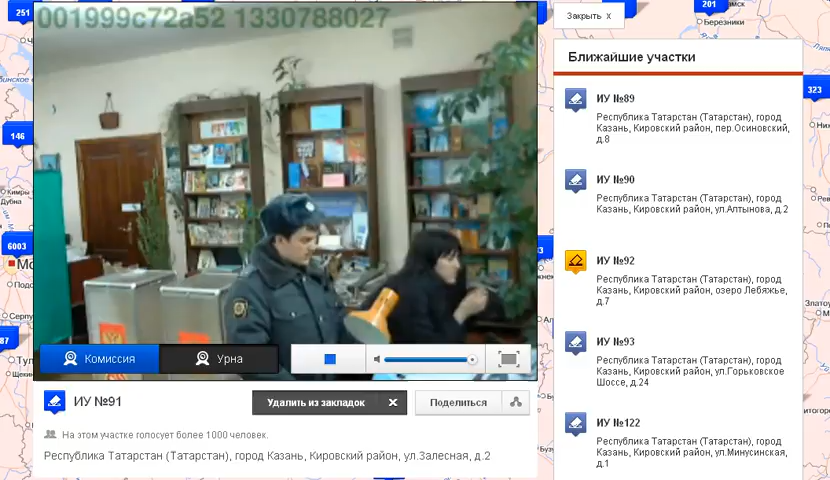 001999c72a52 1330788027
251
201
Закрыть x
Березники
Ближайшие участки
323
146
Кимры
Дубна
6003
ИУ №89
Республика Татарстан (Татарстан), город
Казань, Кировский район, пер.Осиновский,
д.8
ИУ №90
Республика Татарстан (Татарстан), город
Казань, Кировский район, ул.Алтынова, д.2
ИУ №92
Республика Татарстан (Татарстан), город
Казань, Кировский район, озеро Лебяжье,
д.7
ИУ №93
Республика Татарстан (Татарстан), город
Казань, Кировский район, ул.Горьковское
Шоссе, д.24
ИУ №122
Республика Татарстан (Татарстан), город
Казань, Кировский район, ул.Минусинская,
д.1
Комиссия
Урна
ИУ №91
Удалить из закладок X
Поделиться
На этом участке голосует более 1000 человек.
Республика Татарстан (Татарстан), город Казань, Кировский район, ул.Залесная, д.2